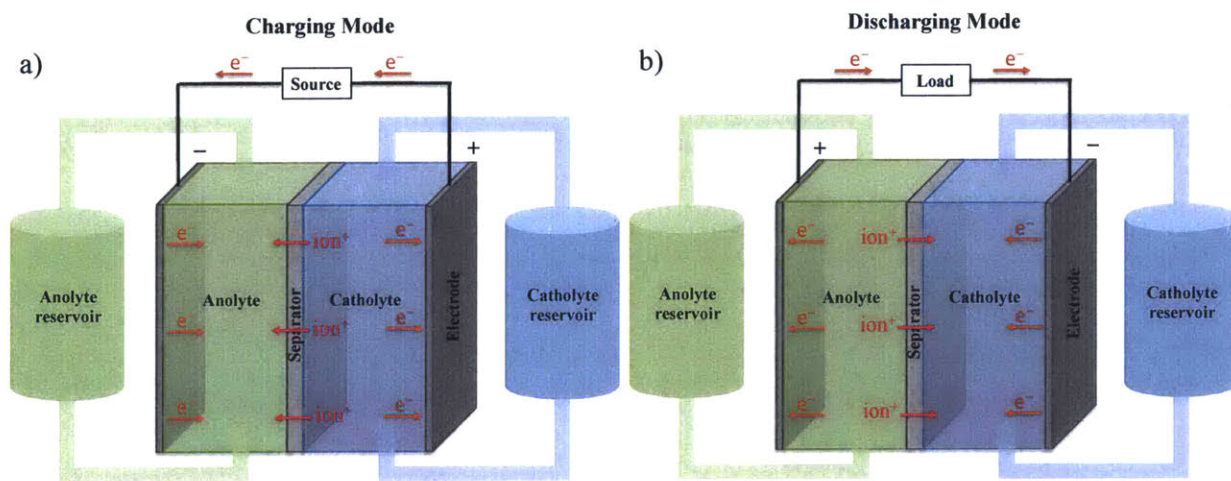 Charging Mode
a)
e⁻
e⁻
Source
−
+
e⁻
ion⁺
e⁻
Anolyte
reservoir
Anolyte
Separator
Catholyte
Electrode
Catholyte
reservoir
e⁻
ion⁺
e⁻
e⁻
ion⁺
e⁻
Discharging Mode
b)
e⁻
e⁻
Load
+
−
e⁻
ion⁺
e⁻
Anolyte
reservoir
Anolyte
Separator
Catholyte
Electrode
Catholyte
reservoir
e⁻
ion⁺
e⁻
e⁻
ion⁺
e⁻